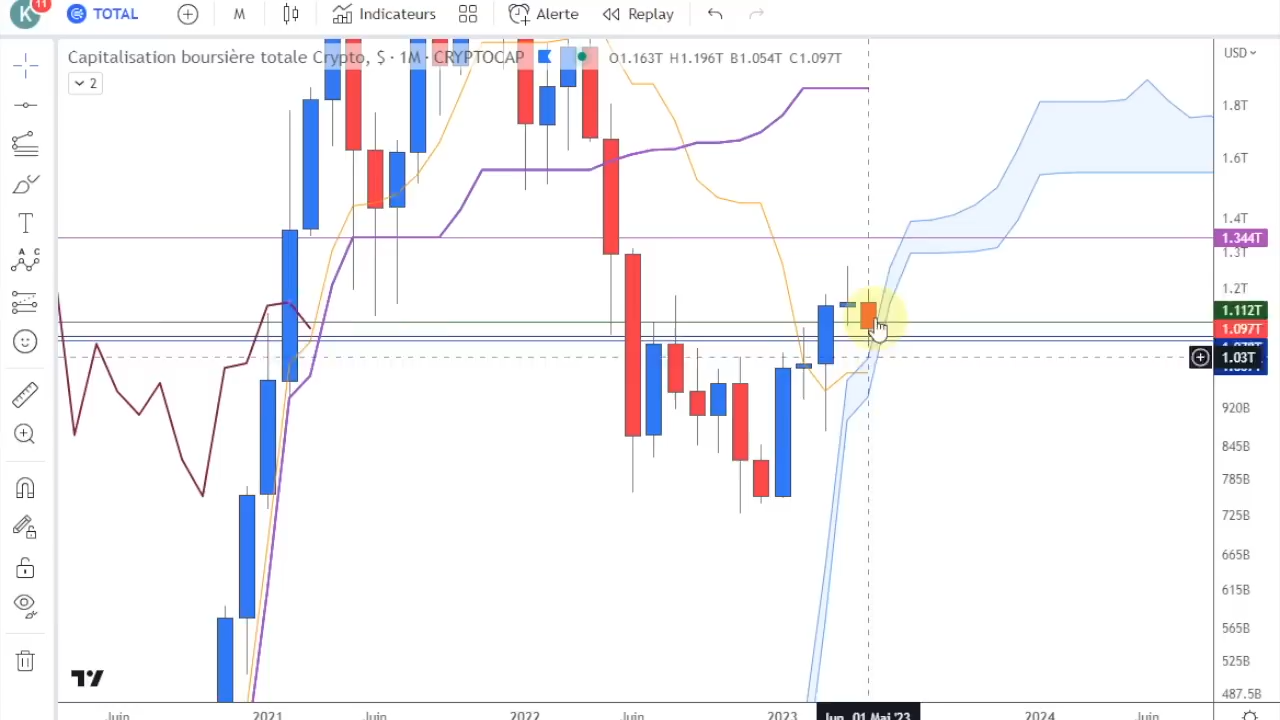 K 11 TOTAL M Indicateurs Alerte Replay
Capitalisation boursière totale Crypto, $ · 1M · CRYPTOCAP O1.163T H1.196T B1.054T C1.097T
USD
2
1.8T
1.6T
1.4T
1.344T
1.3T
1.2T
1.112T
1.097T
1.03T
920B
845B
785B
725B
665B
615B
565B
525B
487.5B
Juin 2021 Juin 2022 Juin 2023 lun. 01 Mai '23 2024 Juin